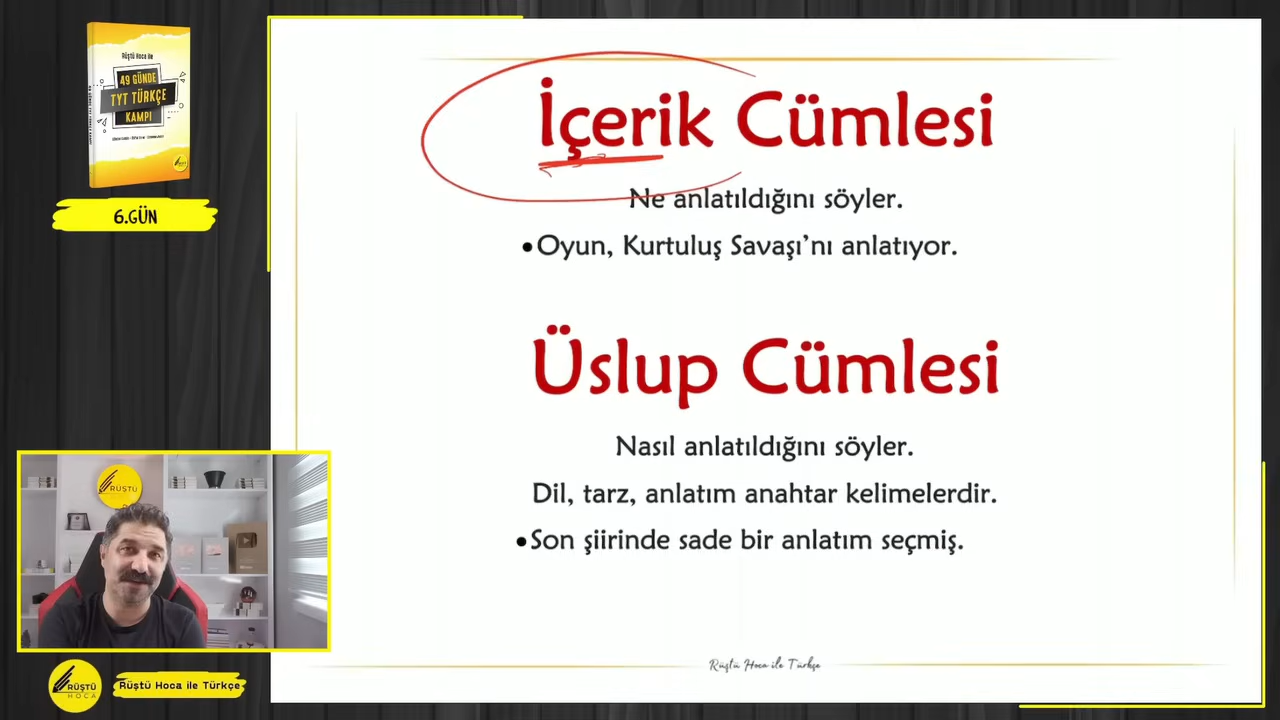 Rüştü Hoca ile
49 GÜNDE
TYT TÜRKÇE
KAMPI
6.GÜN
İçerik Cümlesi
Ne anlatıldığını söyler.
•Oyun, Kurtuluş Savaşı’nı anlatıyor.
Üslup Cümlesi
Nasıl anlatıldığını söyler.
Dil, tarz, anlatım anahtar kelimelerdir.
•Son şiirinde sade bir anlatım seçmiş.
Rüştü Hoca ile Türkçe
RÜŞTÜ
RÜŞTÜ
HOCA
Rüştü Hoca ile Türkçe